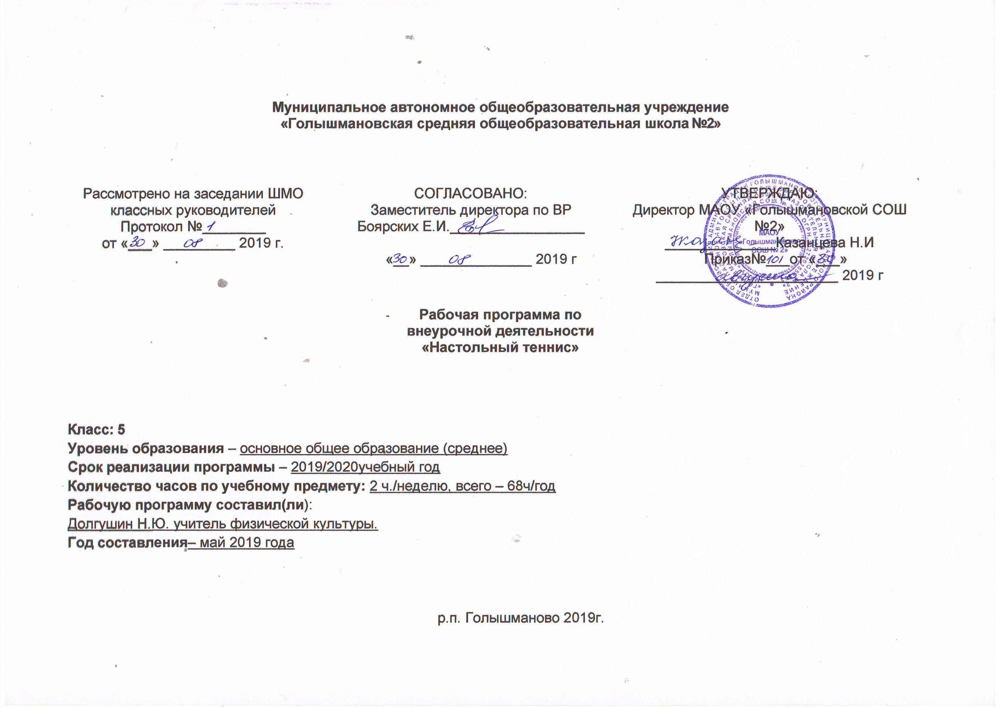 Муниципальное автономное общеобразовательная учреждение
«Голышмановская средняя общеобразовательная школа №2»
Рассмотрено на заседании ШМО
классных руководителей
Протокол № 1
от «30» 08 2019 г.
СОГЛАСОВАНО:
Заместитель директора по ВР
Боярских Е.И.
«30» 08 2019 г
УТВЕРЖДАЮ:
Директор МАОУ «Голышмановской СОШ
№2»
Казанцева Н.И
Приказ№101 от «30»
августа 2019 г
МАОУ
«Голышмановская
СОШ № 2»
Рабочая программа по
внеурочной деятельности
«Настольный теннис»
Класс: 5
Уровень образования – основное общее образование (среднее)
Срок реализации программы – 2019/2020учебный год
Количество часов по учебному предмету: 2 ч./неделю, всего – 68ч/год
Рабочую программу составил(ли):
Долгушин Н.Ю. учитель физической культуры.
Год составления– май 2019 года
р.п. Голышманово 2019г.